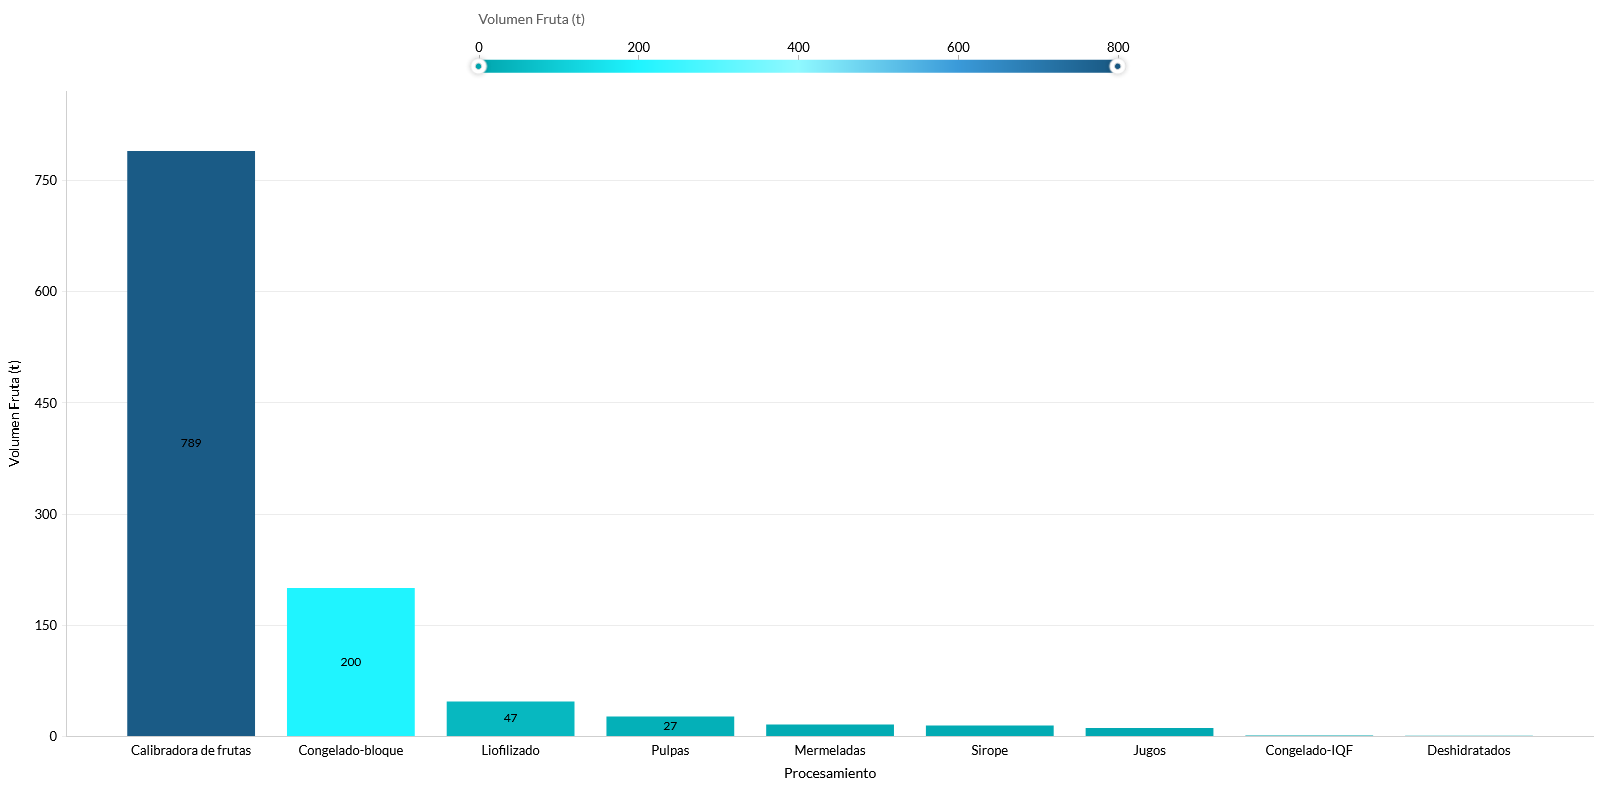 Volumen Fruta (t)
0 200 400 600 800
750
600
450
300
150
0
Volumen Fruta (t)
789
200
47
27
Calibradora de frutas Congelado-bloque Liofilizado Pulpas Mermeladas Sirope Jugos Congelado-IQF Deshidratados
Procesamiento